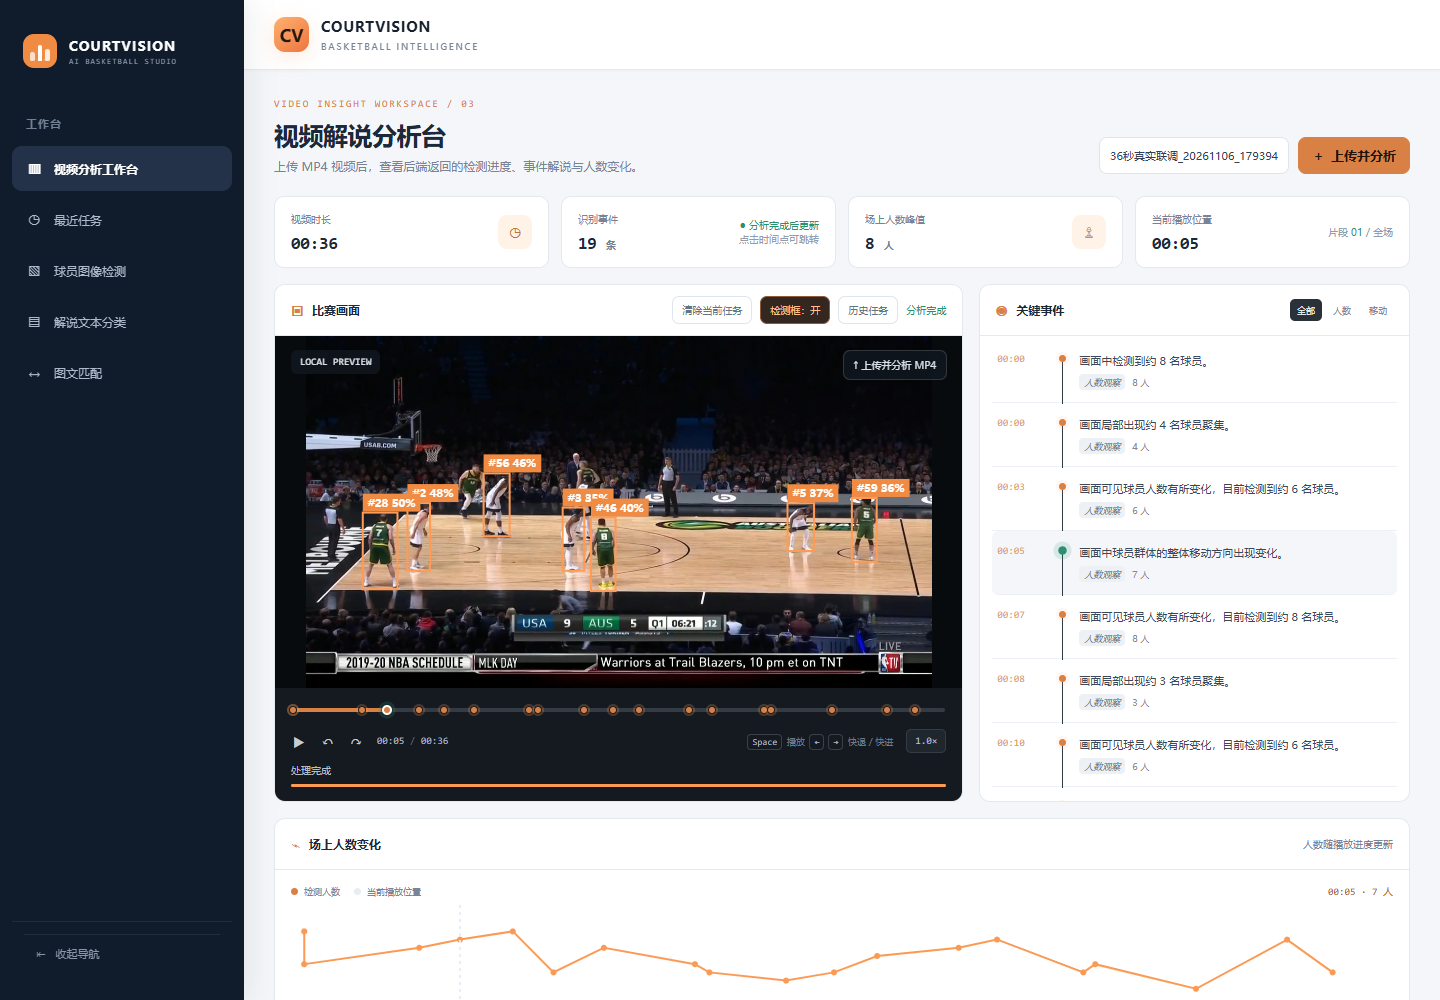 COURTVISION
AI BASKETBALL STUDIO
工作台
视频分析工作台
最近任务
球员图像检测
解说文本分类
图文匹配
收起导航
CV
COURTVISION
BASKETBALL INTELLIGENCE
VIDEO INSIGHT WORKSPACE / 03
视频解说分析台
上传 MP4 视频后，查看后端返回的检测进度、事件解说与人数变化。
36秒真实联调_20261106_179394
+ 上传并分析
视频时长
00:36
识别事件
19 条
分析完成后更新
点击时间点可跳转
场上人数峰值
8 人
当前播放位置
00:05
片段 01 / 全场
比赛画面
清除当前任务
检测框：开
历史任务
分析完成
LOCAL PREVIEW
↑ 上传并分析 MP4
USAB.COM
#56 46%
#2 48%
#28 50%
#3 35%
#46 40%
#5 37%
#59 36%
7
8
5
USA 9 AUS 5 Q1 06:21 :12
LIVE
2019-20 NBA SCHEDULE
MLK DAY
Warriors at Trail Blazers, 10 pm et on TNT
TV
00:05 / 00:36
Space 播放 ← → 快退 / 快进
1.0×
处理完成
关键事件
全部
人数
移动
00:00
画面中检测到约 8 名球员。
人数观察 8 人
00:00
画面局部出现约 4 名球员聚集。
人数观察 4 人
00:03
画面可见球员人数有所变化，目前检测到约 6 名球员。
人数观察 6 人
00:05
画面中球员群体的整体移动方向出现变化。
人数观察 7 人
00:07
画面可见球员人数有所变化，目前检测到约 8 名球员。
人数观察 8 人
00:08
画面局部出现约 3 名球员聚集。
人数观察 3 人
00:10
画面可见球员人数有所变化，目前检测到约 6 名球员。
人数观察 6 人
场上人数变化
人数随播放进度更新
检测人数
当前播放位置
00:05 · 7 人